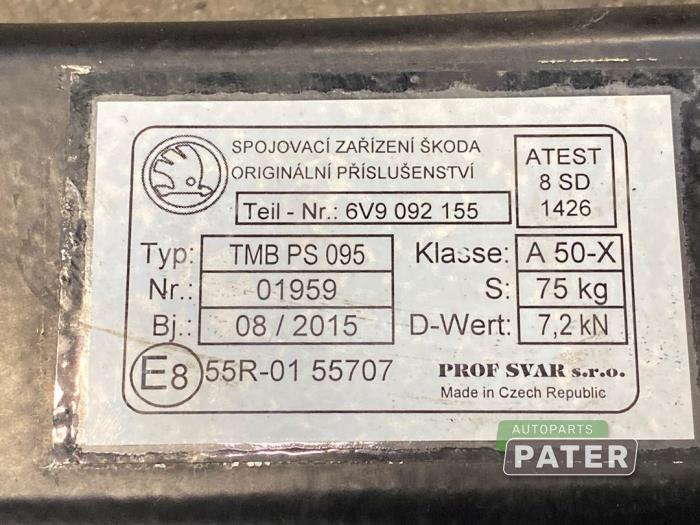 SPOJOVACÍ ZAŘÍZENÍ ŠKODA
ORIGINÁLNÍ PŘÍSLUŠENSTVÍ
Teil - Nr.: 6V9 092 155
ATEST
8 SD
1426
Typ: TMB PS 095 Klasse: A 50-X
Nr.: 01959 S: 75 kg
Bj.: 08 / 2015 D-Wert: 7,2 kN
E8 55R-01 55707 PROF SVAR s.r.o.
Made in Czech Republic
AUTOPARTS
PATER